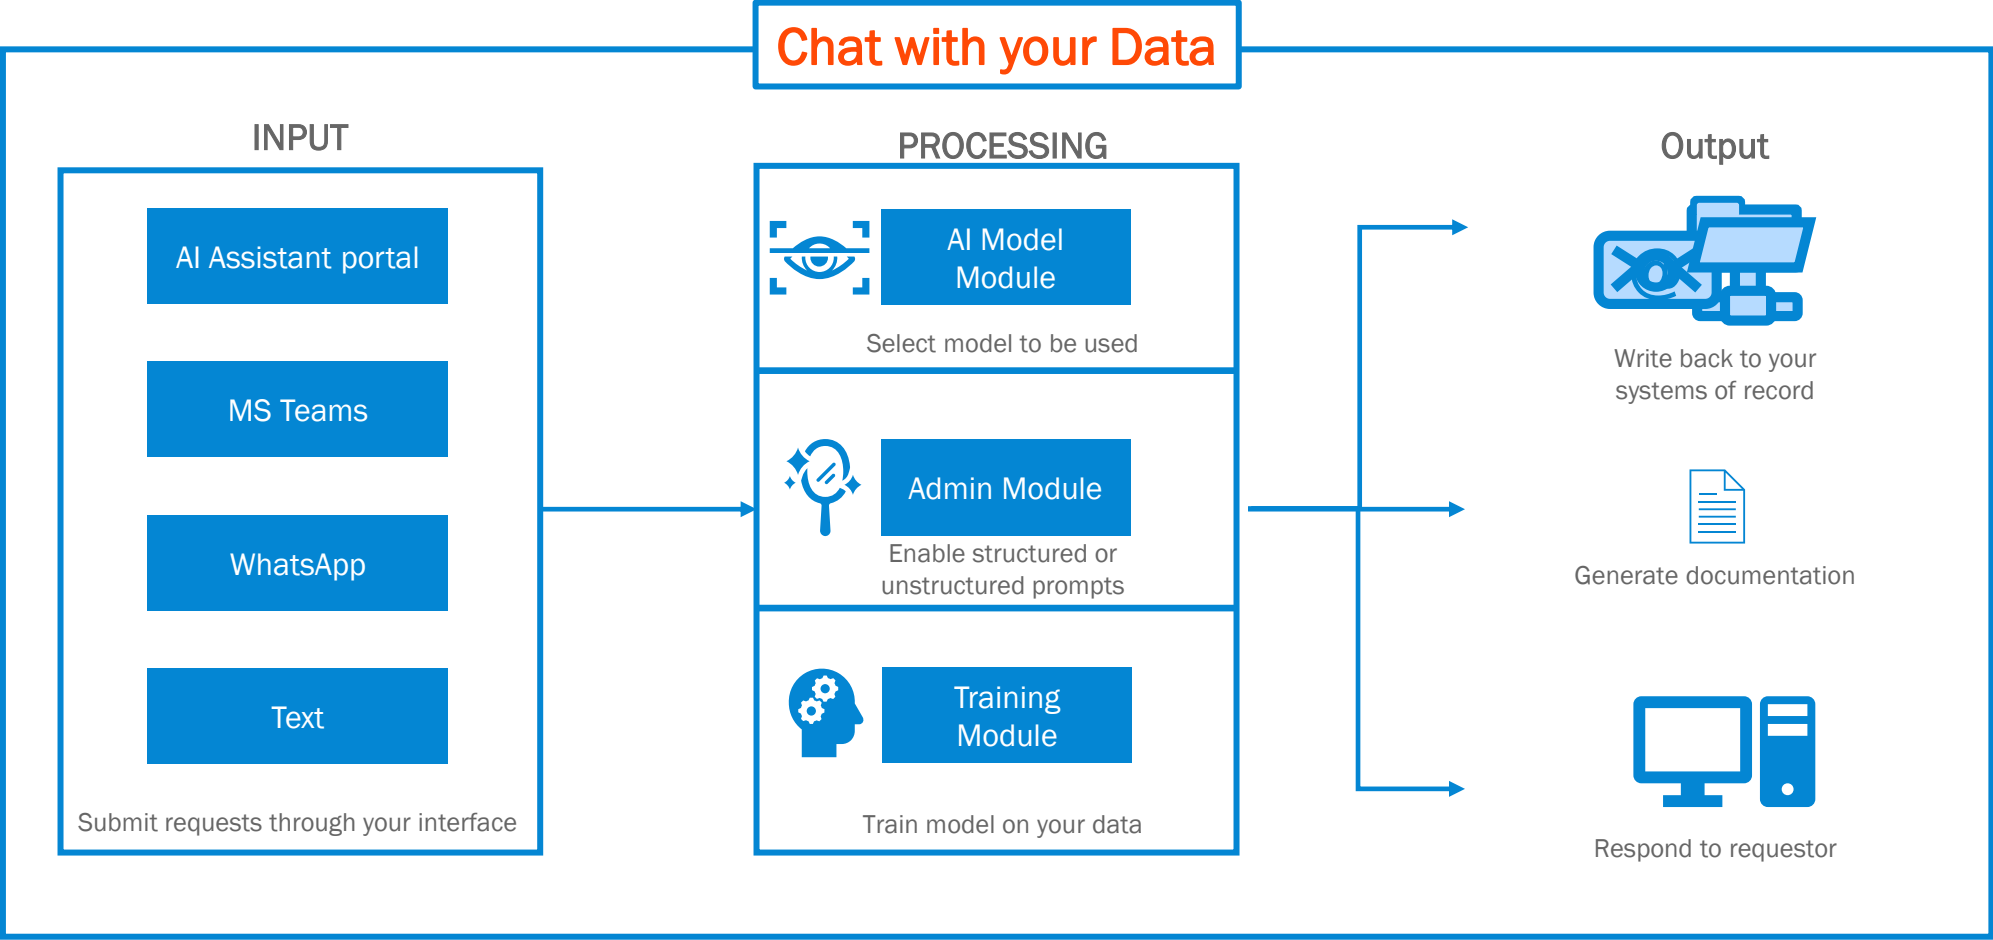 Chat with your Data
INPUT
AI Assistant portal
MS Teams
WhatsApp
Text
Submit requests through your interface
PROCESSING
AI Model
Module
Select model to be used
Admin Module
Enable structured or
unstructured prompts
Training
Module
Train model on your data
Output
Write back to your
systems of record
Generate documentation
Respond to requestor